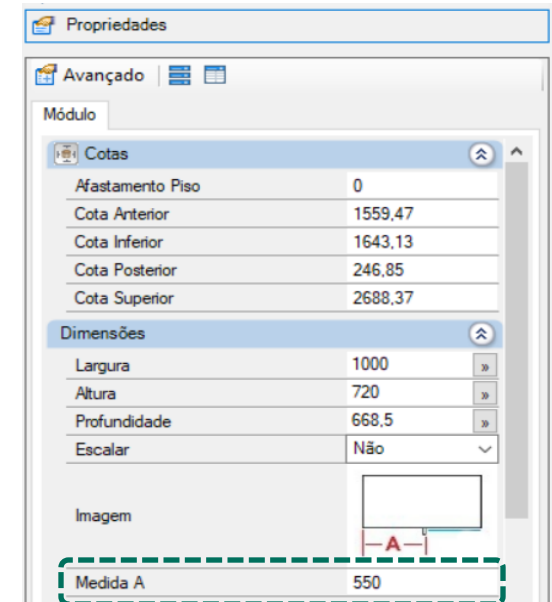 Propriedades
Avançado
Módulo
Cotas
Afastamento Piso 0
Cota Anterior 1559,47
Cota Inferior 1643,13
Cota Posterior 246,85
Cota Superior 2688,37
Dimensões
Largura 1000 »
Altura 720 »
Profundidade 668,5 »
Escalar Não
Imagem
A
Medida A 550